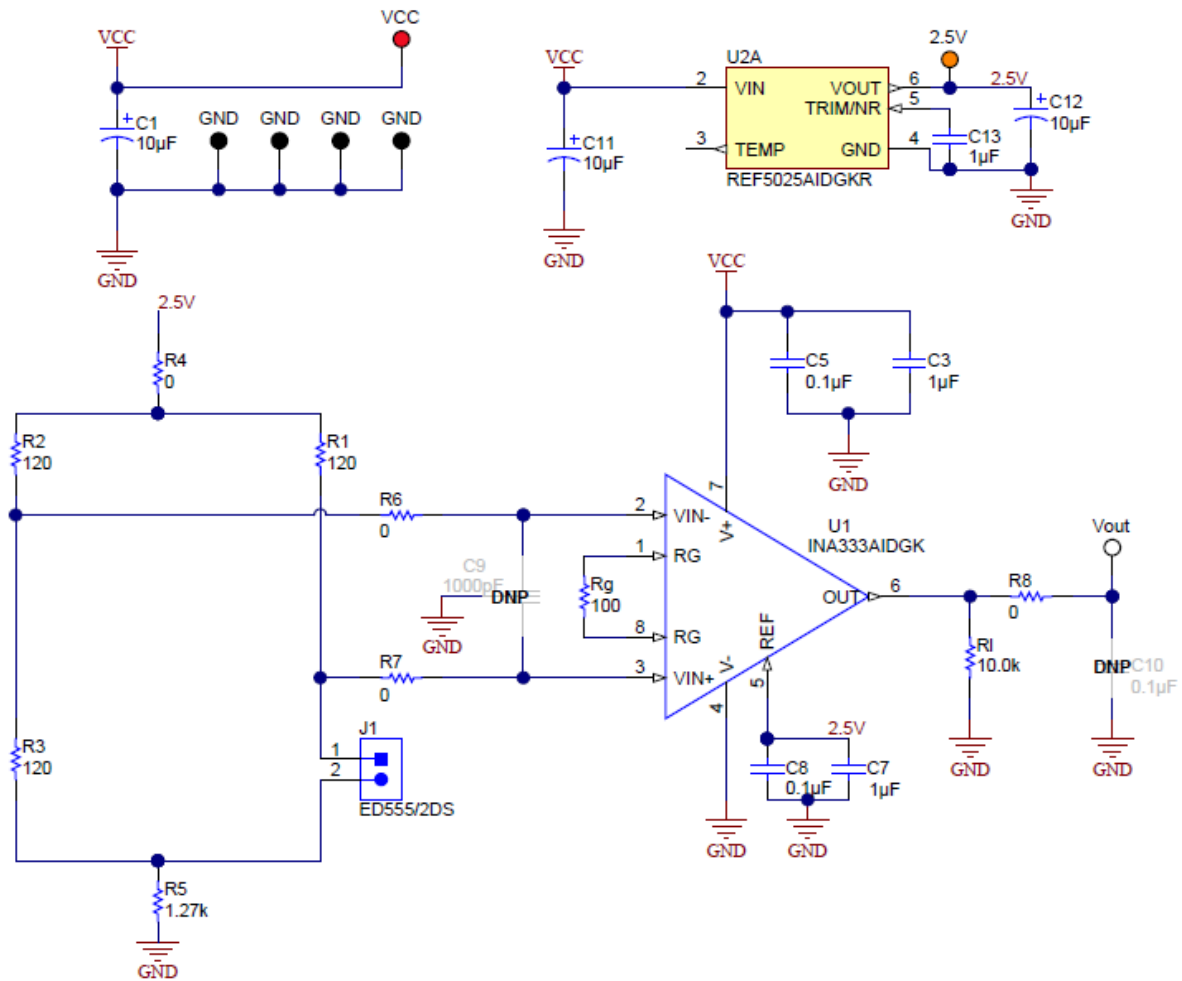 VCC
VCC
C1
10µF
+
GND
GND
GND
GND
GND
VCC
C11
10µF
+
GND
U2A
2
VIN
VOUT
6
TRIM/NR
5
3
TEMP
GND
4
REF5025AIDGKR
2.5V
2.5V
C13
1µF
+
C12
10µF
GND
2.5V
R4
0
R2
120
R1
120
R3
120
R5
1.27k
GND
R6
0
R7
0
C9
1000pF
DNP
GND
J1
1
2
ED555/2DS
VCC
C5
0.1µF
C3
1µF
GND
Rg
100
2
VIN-
1
RG
8
RG
3
VIN+
7
V+
V-
4
REF
5
OUT
6
U1
INA333AIDGK
GND
2.5V
C8
0.1µF
C7
1µF
GND
Rl
10.0k
GND
R8
0
Vout
DNP
C10
0.1µF
GND